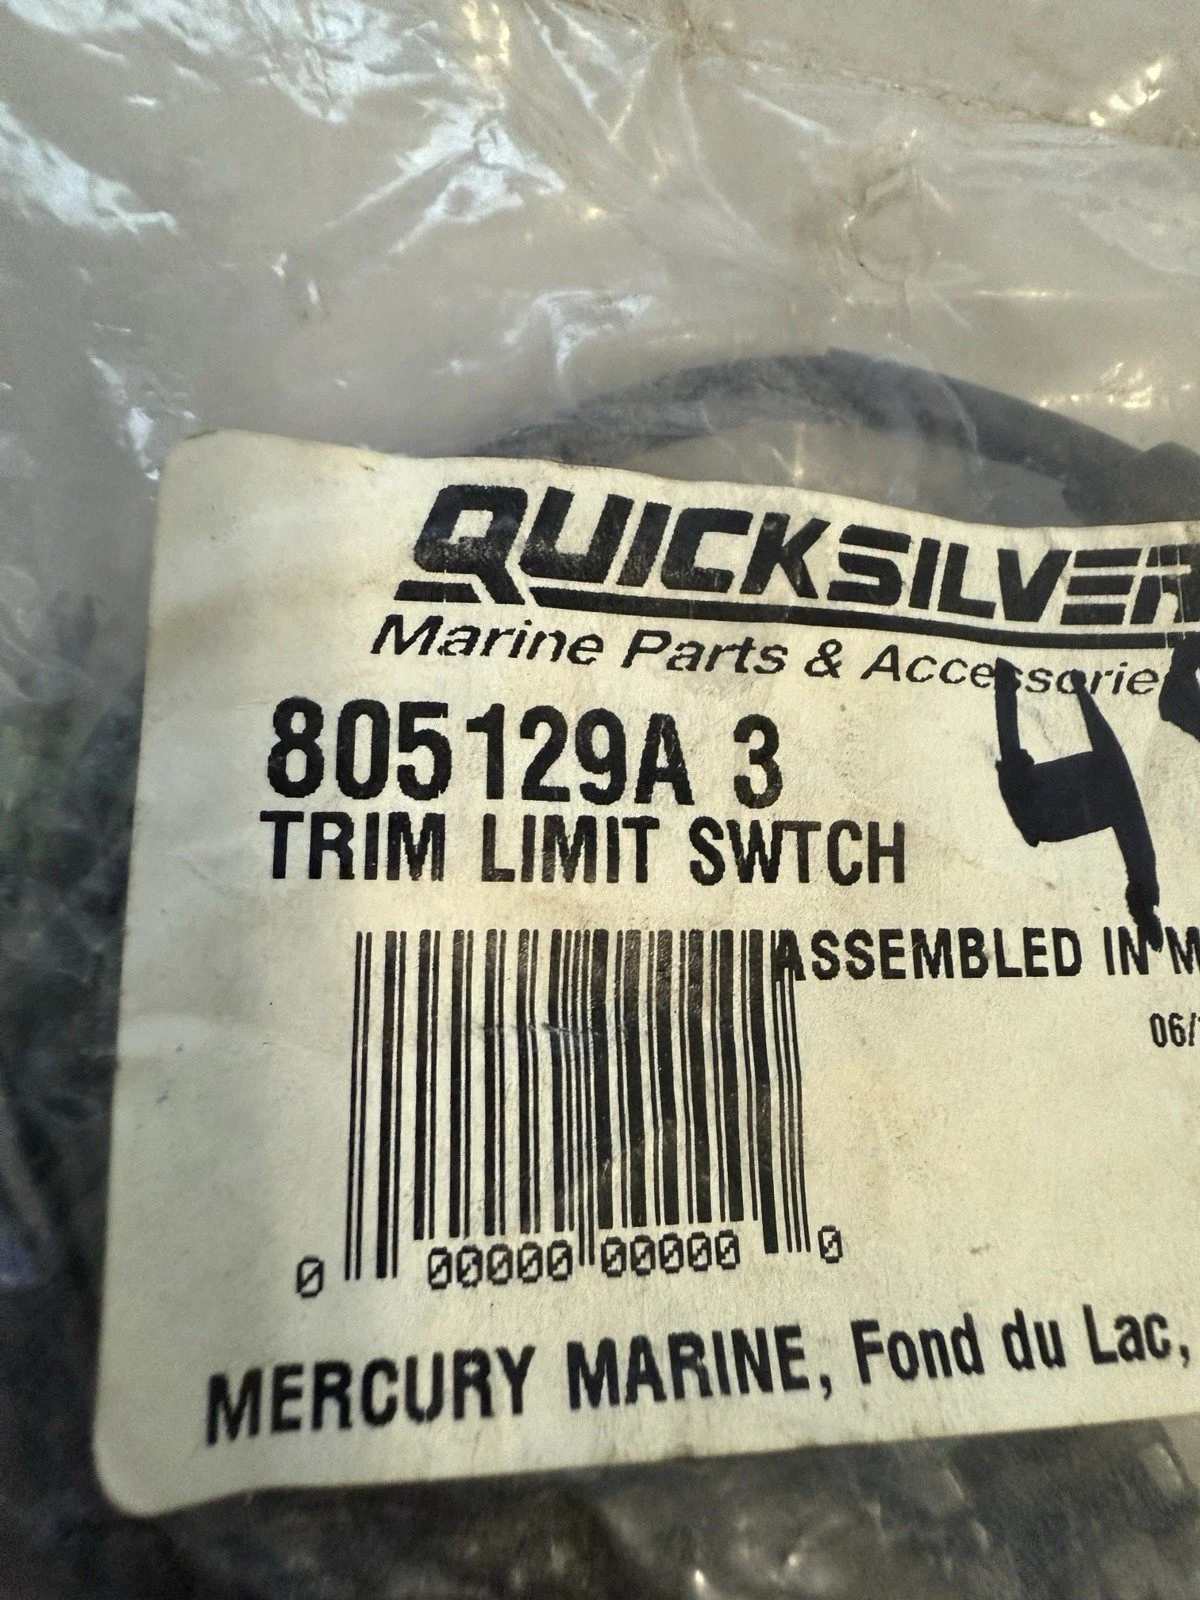 QUICKSILVER
Marine Parts & Accessorie
805129A 3
TRIM LIMIT SWTCH
ASSEMBLED IN M
06/
0 00000 00000 0
MERCURY MARINE, Fond du Lac,